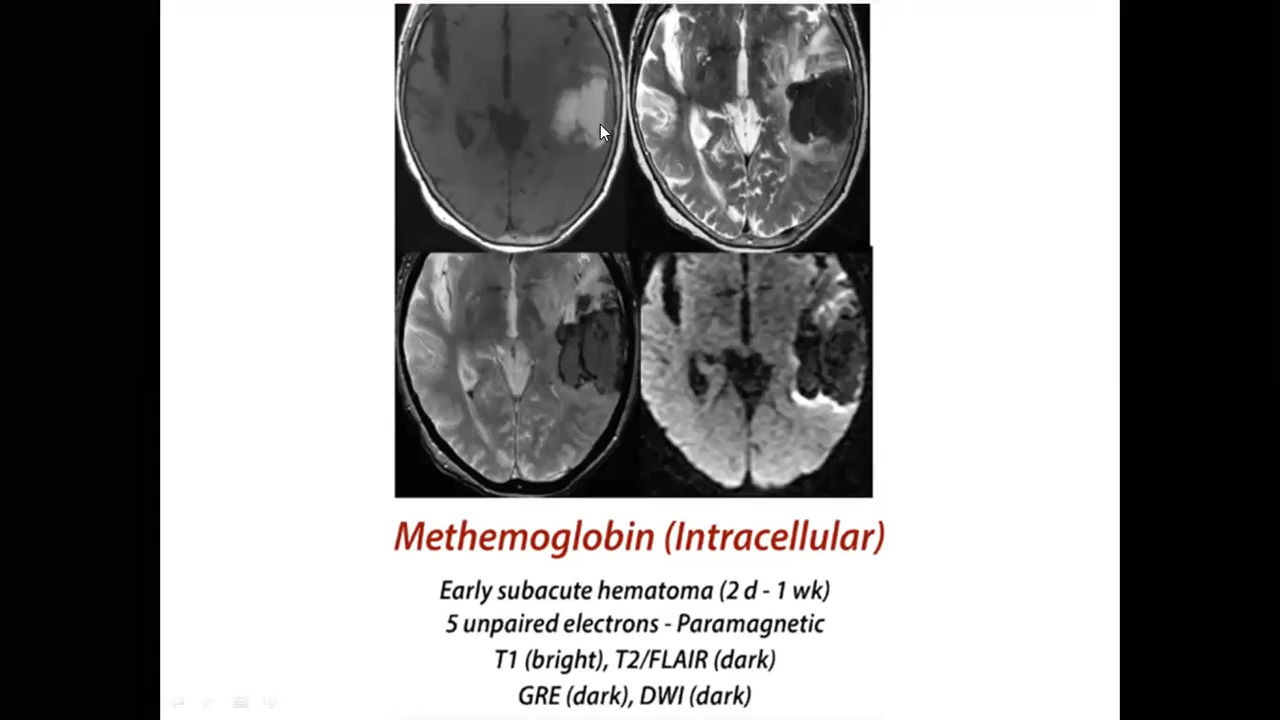 Methemoglobin (Intracellular)
Early subacute hematoma (2 d - 1 wk)
5 unpaired electrons - Paramagnetic
T1 (bright), T2/FLAIR (dark)
GRE (dark), DWI (dark)